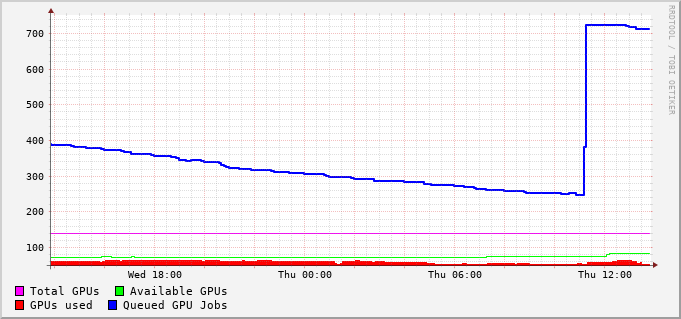 RRDTOOL / TOBI OETIKER
700
600
500
400
300
200
100
Wed 18:00 Thu 00:00 Thu 06:00 Thu 12:00
Total GPUs Available GPUs
GPUs used Queued GPU Jobs